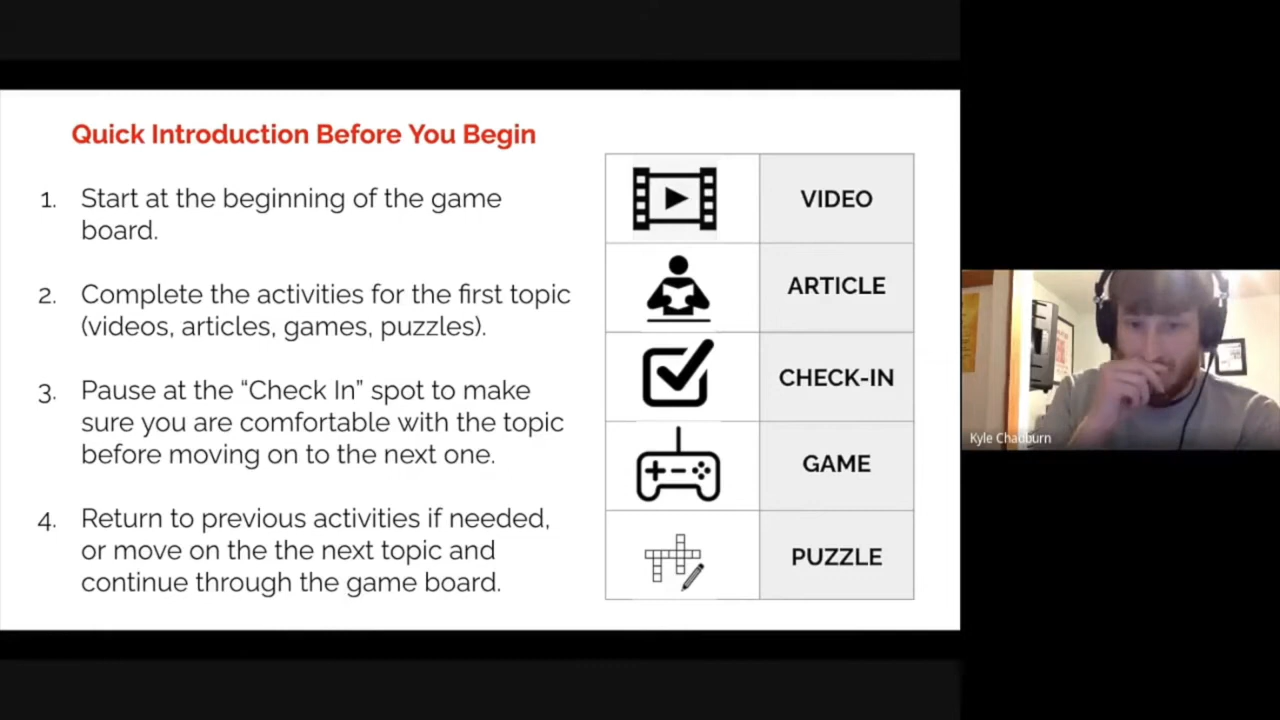 Quick Introduction Before You Begin
1. Start at the beginning of the game
board.
2. Complete the activities for the first topic
(videos, articles, games, puzzles).
3. Pause at the “Check In” spot to make
sure you are comfortable with the topic
before moving on to the next one.
4. Return to previous activities if needed,
or move on the the next topic and
continue through the game board.
VIDEO
ARTICLE
CHECK-IN
GAME
PUZZLE
Kyle Chadburn